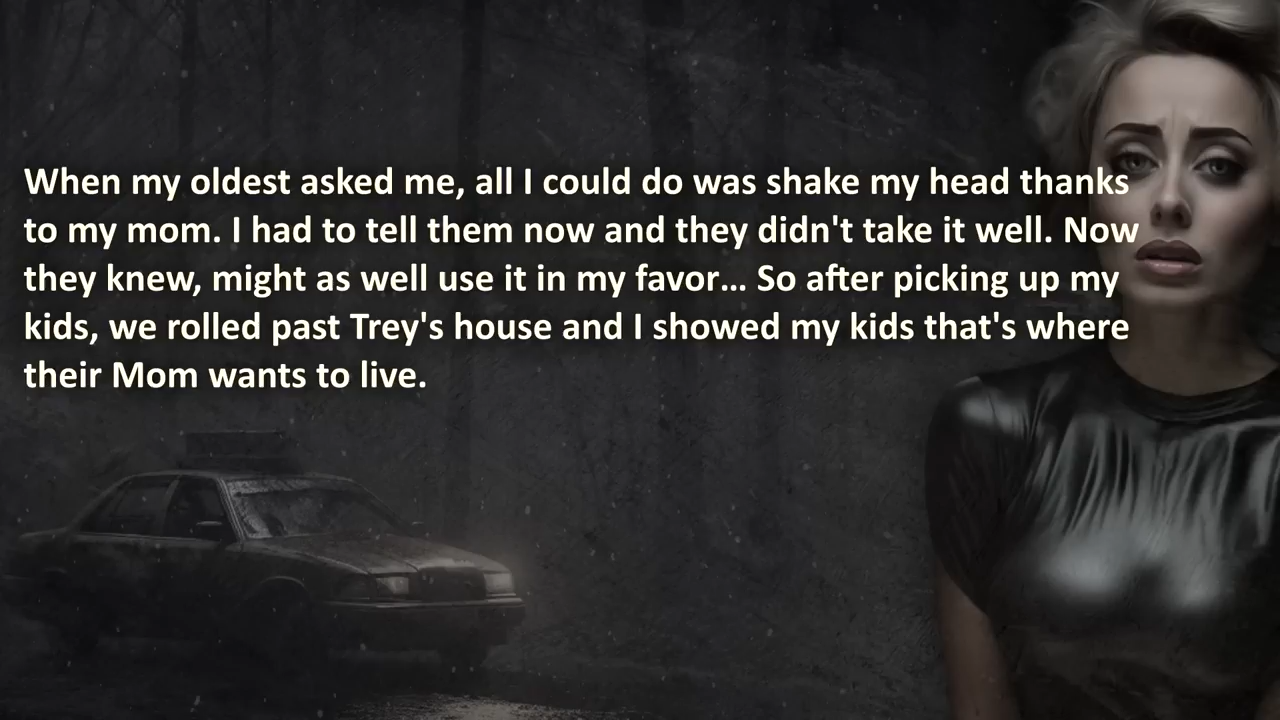 When my oldest asked me, all I could do was shake my head thanks
to my mom. I had to tell them now and they didn't take it well. Now
they knew, might as well use it in my favor... So after picking up my
kids, we rolled past Trey's house and I showed my kids that's where
their Mom wants to live.